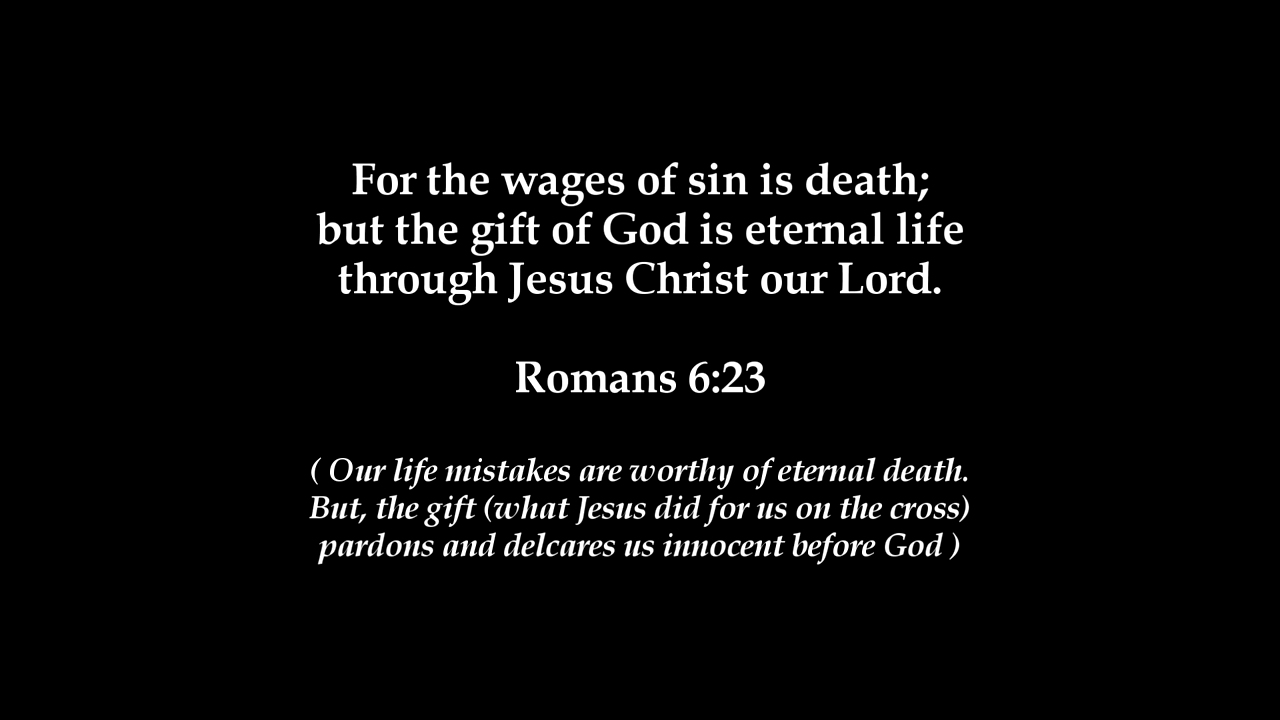 For the wages of sin is death;
but the gift of God is eternal life
through Jesus Christ our Lord.
Romans 6:23
( Our life mistakes are worthy of eternal death.
But, the gift (what Jesus did for us on the cross)
pardons and delcares us innocent before God )